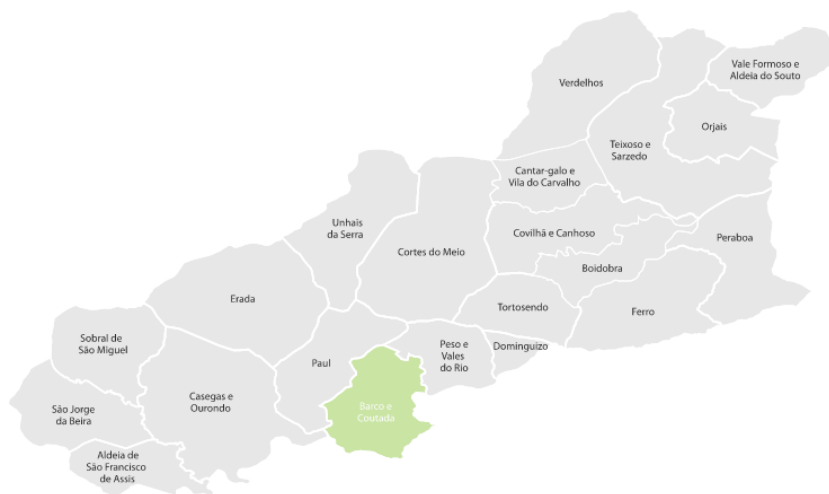 Vale Formoso e
Aldeia do Souto
Verdelhos
Orjais
Teixoso e
Sarzedo
Cantar-galo e
Vila do Carvalho
Unhais
da Serra
Covilhã e Canhoso
Peraboa
Cortes do Meio
Boidobra
Erada
Tortosendo
Ferro
Sobral de
São Miguel
Peso e
Vales
do Rio
Dominguizo
Paul
Casegas e
Ourondo
Barco e
Coutada
São Jorge
da Beira
Aldeia de
São Francisco
de Assis